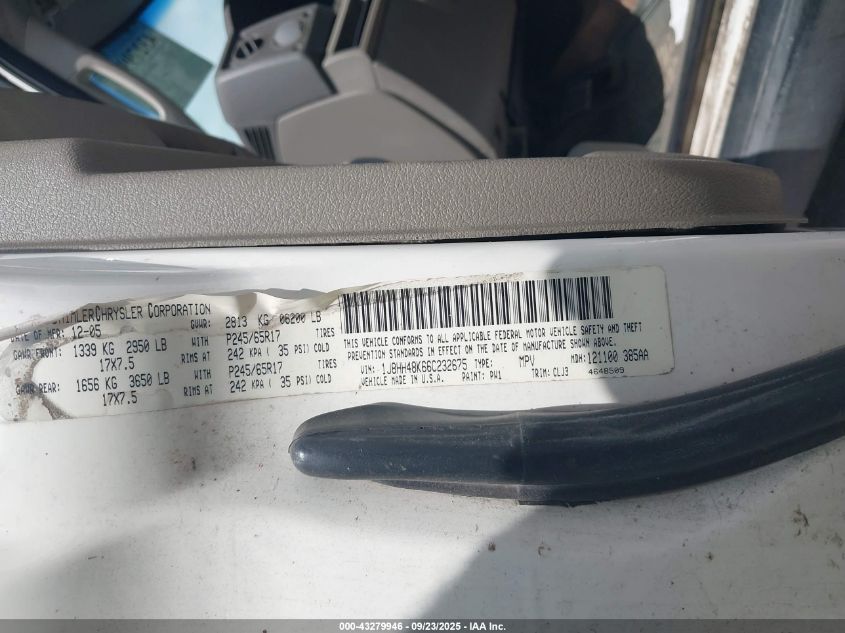 IMLERCHRYSLER CORPORATION
DATE OF MFR: 12-05 GVWR: 2813 KG 06200 LB
GAWR FRONT: 1339 KG 2950 LB WITH P245/65R17 TIRES
17X7.5 RIMS AT 242 KPA ( 35 PSI) COLD
GAWR REAR: 1656 KG 3650 LB WITH P245/65R17 TIRES
17X7.5 RIMS AT 242 KPA ( 35 PSI) COLD
THIS VEHICLE CONFORMS TO ALL APPLICABLE FEDERAL MOTOR VEHICLE SAFETY AND THEFT
PREVENTION STANDARDS IN EFFECT ON THE DATE OF MANUFACTURE SHOWN ABOVE.
VIN: 1J8HH48K66C232675 TYPE: MPV MDH: 121100 385AA
VEHICLE MADE IN U.S.A. PAINT: PW1 TRIM: CLJ3 4648509
000-43279946 - 09/23/2025 - IAA Inc.